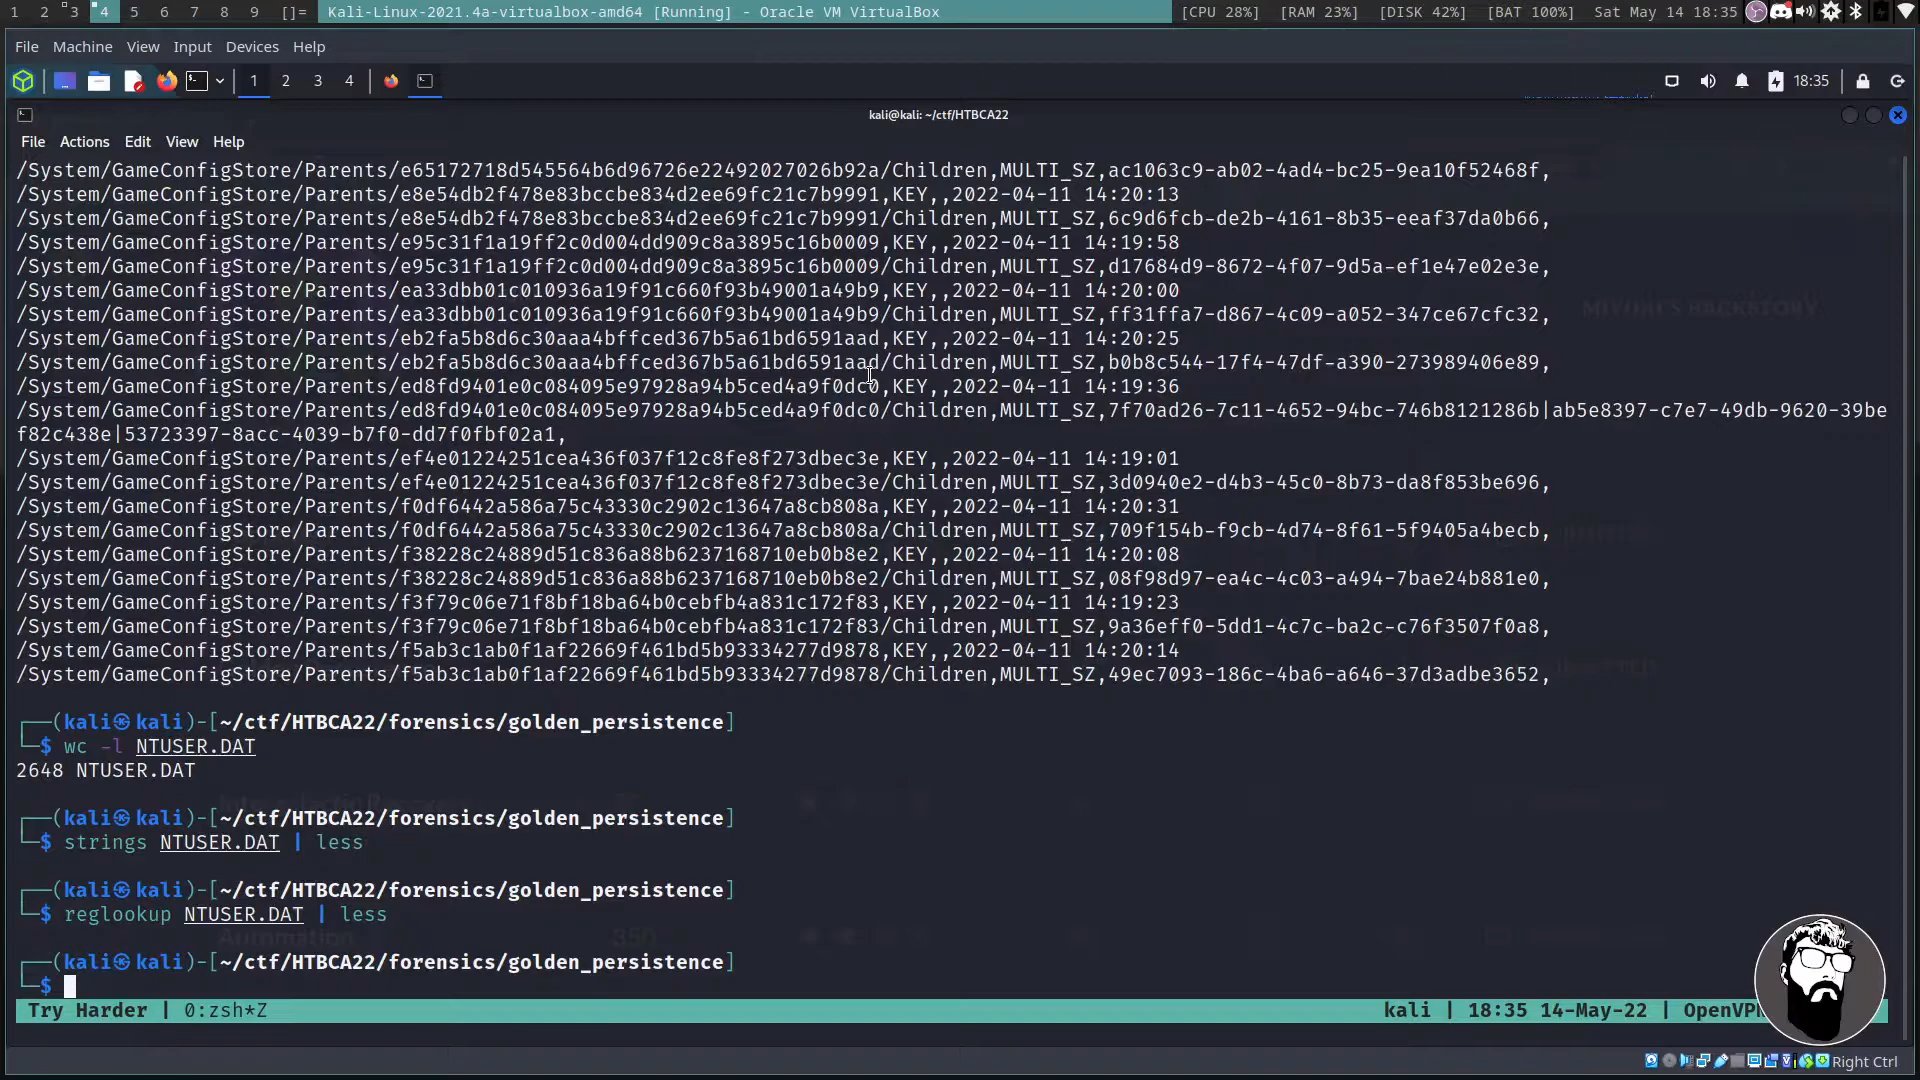 1 2 3 4 5 6 7 8 9 []= Kali-Linux-2021.4a-virtualbox-amd64 [Running] - Oracle VM VirtualBox [CPU 28%] [RAM 23%] [DISK 42%] [BAT 100%] Sat May 14 18:35
File Machine View Input Devices Help
1 2 3 4 18:35
kali@kali: ~/ctf/HTBCA22
File Actions Edit View Help
/System/GameConfigStore/Parents/e65172718d545564b6d96726e22492027026b92a/Children,MULTI_SZ,ac1063c9-ab02-4ad4-bc25-9ea10f52468f,
/System/GameConfigStore/Parents/e8e54db2f478e83bccbe834d2ee69fc21c7b9991,KEY,,2022-04-11 14:20:13
/System/GameConfigStore/Parents/e8e54db2f478e83bccbe834d2ee69fc21c7b9991/Children,MULTI_SZ,6c9d6fcb-de2b-4161-8b35-eeaf37da0b66,
/System/GameConfigStore/Parents/e95c31f1a19ff2c0d004dd909c8a3895c16b0009,KEY,,2022-04-11 14:19:58
/System/GameConfigStore/Parents/e95c31f1a19ff2c0d004dd909c8a3895c16b0009/Children,MULTI_SZ,d17684d9-8672-4f07-9d5a-ef1e47e02e3e,
/System/GameConfigStore/Parents/ea33dbb01c010936a19f91c660f93b49001a49b9,KEY,,2022-04-11 14:20:00
/System/GameConfigStore/Parents/ea33dbb01c010936a19f91c660f93b49001a49b9/Children,MULTI_SZ,ff31ffa7-d867-4c09-a052-347ce67cfc32,
/System/GameConfigStore/Parents/eb2fa5b8d6c30aaa4bffced367b5a61bd6591aad,KEY,,2022-04-11 14:20:25
/System/GameConfigStore/Parents/eb2fa5b8d6c30aaa4bffced367b5a61bd6591aad/Children,MULTI_SZ,b0b8c544-17f4-47df-a390-273989406e89,
/System/GameConfigStore/Parents/ed8fd9401e0c084095e97928a94b5ced4a9f0dc0,KEY,,2022-04-11 14:19:36
/System/GameConfigStore/Parents/ed8fd9401e0c084095e97928a94b5ced4a9f0dc0/Children,MULTI_SZ,7f70ad26-7c11-4652-94bc-746b8121286b|ab5e8397-c7e7-49db-9620-39be
f82c438e|53723397-8acc-4039-b7f0-dd7f0fbf02a1,
/System/GameConfigStore/Parents/ef4e01224251cea436f037f12c8fe8f273dbec3e,KEY,,2022-04-11 14:19:01
/System/GameConfigStore/Parents/ef4e01224251cea436f037f12c8fe8f273dbec3e/Children,MULTI_SZ,3d0940e2-d4b3-45c0-8b73-da8f853be696,
/System/GameConfigStore/Parents/f0df6442a586a75c43330c2902c13647a8cb808a,KEY,,2022-04-11 14:20:31
/System/GameConfigStore/Parents/f0df6442a586a75c43330c2902c13647a8cb808a/Children,MULTI_SZ,709f154b-f9cb-4d74-8f61-5f9405a4becb,
/System/GameConfigStore/Parents/f38228c24889d51c836a88b6237168710eb0b8e2,KEY,,2022-04-11 14:20:08
/System/GameConfigStore/Parents/f38228c24889d51c836a88b6237168710eb0b8e2/Children,MULTI_SZ,08f98d97-ea4c-4c03-a494-7bae24b881e0,
/System/GameConfigStore/Parents/f3f79c06e71f8bf18ba64b0cebfb4a831c172f83,KEY,,2022-04-11 14:19:23
/System/GameConfigStore/Parents/f3f79c06e71f8bf18ba64b0cebfb4a831c172f83/Children,MULTI_SZ,9a36eff0-5dd1-4c7c-ba2c-c76f3507f0a8,
/System/GameConfigStore/Parents/f5ab3c1ab0f1af22669f461bd5b93334277d9878,KEY,,2022-04-11 14:20:14
/System/GameConfigStore/Parents/f5ab3c1ab0f1af22669f461bd5b93334277d9878/Children,MULTI_SZ,49ec7093-186c-4ba6-a646-37d3adbe3652,
┌──(kali㉿kali)-[~/ctf/HTBCA22/forensics/golden_persistence]
└─$ wc -l NTUSER.DAT
2648 NTUSER.DAT
┌──(kali㉿kali)-[~/ctf/HTBCA22/forensics/golden_persistence]
└─$ strings NTUSER.DAT | less
┌──(kali㉿kali)-[~/ctf/HTBCA22/forensics/golden_persistence]
└─$ reglookup NTUSER.DAT | less
┌──(kali㉿kali)-[~/ctf/HTBCA22/forensics/golden_persistence]
└─$
Try Harder | 0:zsh*Z kali | 18:35 14-May-22 |
Right Ctrl